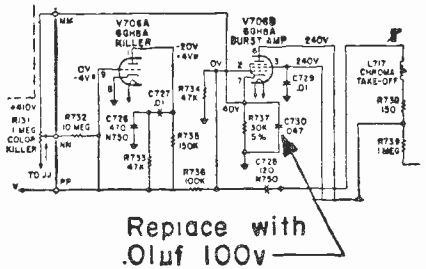 MM
V706A
6GH8A
KILLER
-20V
-4V#
V706B
6GH8A
BURST AMP
240V
0V
-4V#
9
8
0V
2
7
6
3
240V
C729
.01
L717
CHROMA
TAKE-OFF
+410V
R131
1 MEG
COLOR
KILLER
R732
10 MEG
C726
470
N750
C727
.01
R734
47K
40V
R737
30K
5%
C730
.047
R738
150
R739
1 MEG
NN
TO JJ
R733
47K
R735
150K
R736
100K
C728
120
N750
PP
Replace with
.01uf 100v